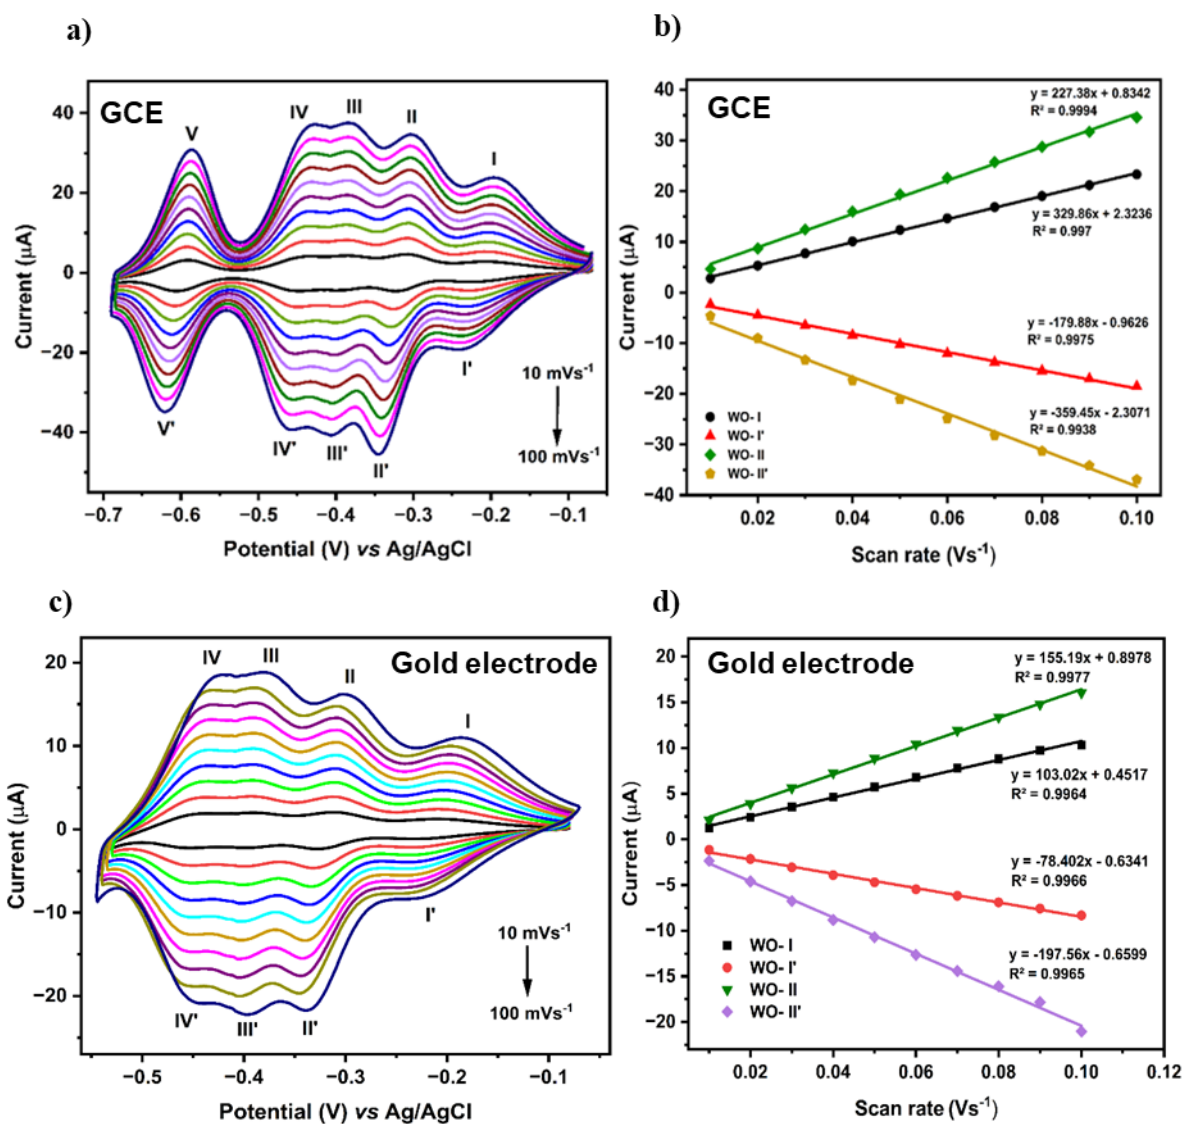 a)
GCE
V
IV
III
II
I
V'
IV'
III'
II'
I'
10 mVs-1
100 mVs-1
40
20
0
−20
−40
Current (μA)
−0.7
−0.6
−0.5
−0.4
−0.3
−0.2
−0.1
Potential (V) vs Ag/AgCl
b)
GCE
y = 227.38x + 0.8342
R² = 0.9994
y = 329.86x + 2.3236
R² = 0.997
y = -179.88x - 0.9626
R² = 0.9975
y = -359.45x - 2.3071
R² = 0.9938
WO- I
WO- I'
WO- II
WO- II'
40
30
20
10
0
−10
−20
−30
−40
Current (μA)
0.02
0.04
0.06
0.08
0.10
Scan rate (Vs-1)
c)
Gold electrode
IV
III
II
I
IV'
III'
II'
I'
10 mVs-1
100 mVs-1
20
10
0
−10
−20
Current (μA)
−0.5
−0.4
−0.3
−0.2
−0.1
Potential (V) vs Ag/AgCl
d)
Gold electrode
y = 155.19x + 0.8978
R² = 0.9977
y = 103.02x + 0.4517
R² = 0.9964
y = -78.402x - 0.6341
R² = 0.9966
y = -197.56x - 0.6599
R² = 0.9965
WO- I
WO- I'
WO- II
WO- II'
20
15
10
5
0
−5
−10
−15
−20
Current (μA)
0.02
0.04
0.06
0.08
0.10
0.12
Scan rate (Vs-1)